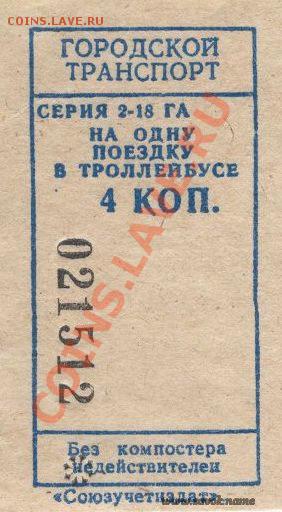 COINS.LAVE.RU
ГОРОДСКОЙ
ТРАНСПОРТ
СЕРИЯ 2-18 ГА
НА ОДНУ
ПОЕЗДКУ
В ТРОЛЛЕЙБУСЕ
4 КОП.
021512
COINS.LAVE.RU
Без компостера
недействителен
«Союзучетиздат»